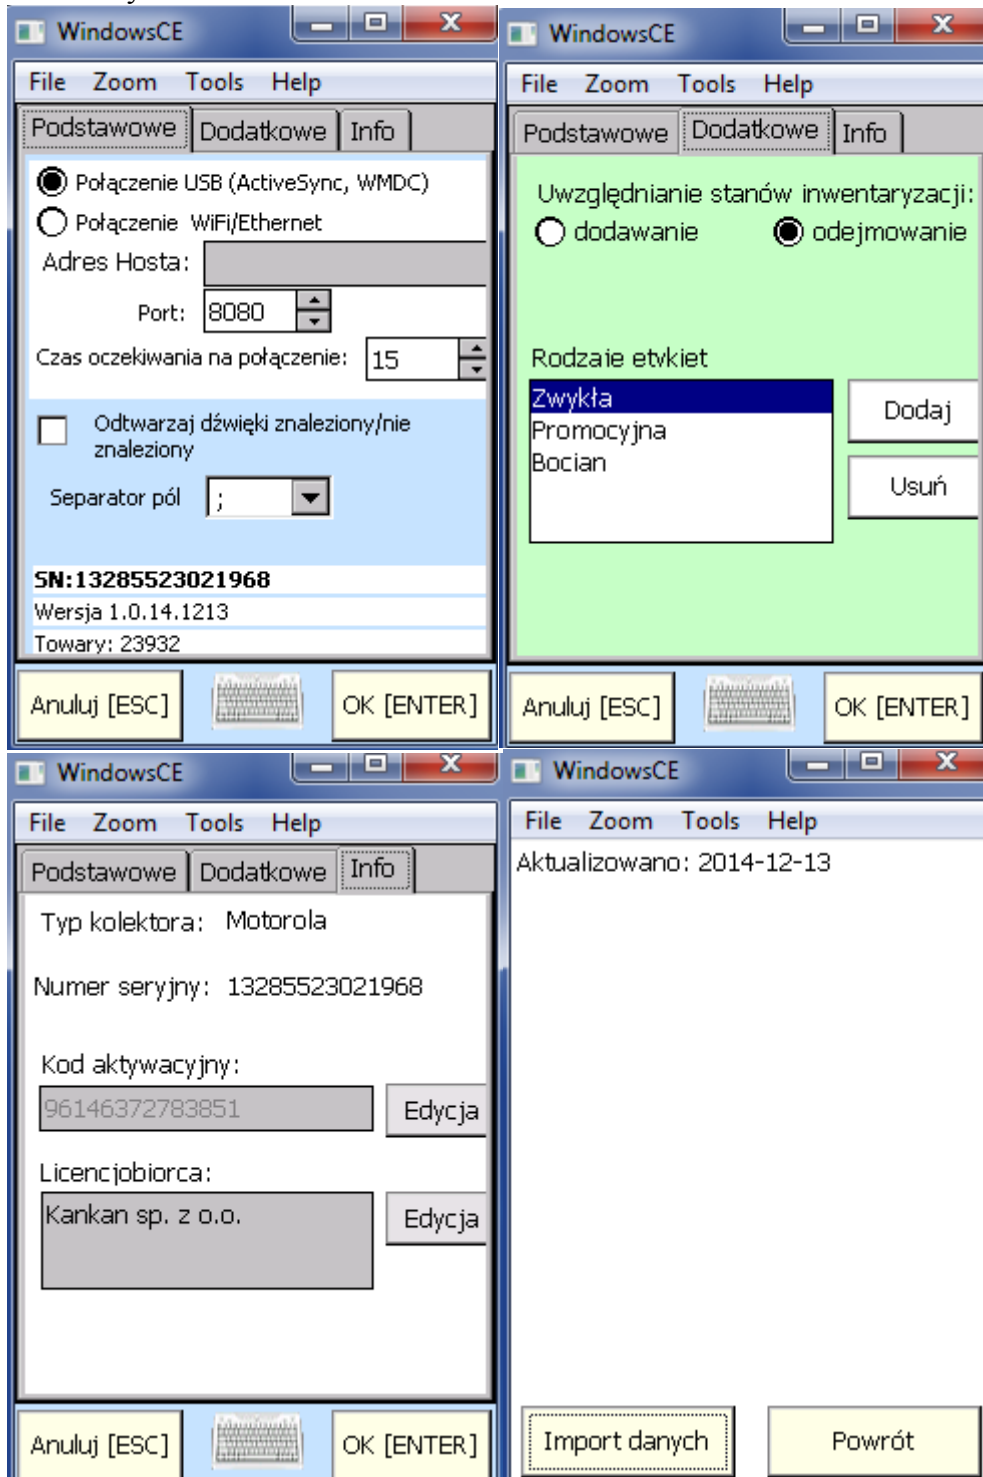 WindowsCE
File Zoom Tools Help
Podstawowe Dodatkowe Info
Połączenie USB (ActiveSync, WMDC)
Połączenie WiFi/Ethernet
Adres Hosta:
Port: 8080
Czas oczekiwania na połączenie: 15
Odtwarzaj dźwięki znaleziony/nie
znaleziony
Separator pól ;
SN:13285523021968
Wersja 1.0.14.1213
Towary: 23932
Anuluj [ESC] OK [ENTER]
WindowsCE
File Zoom Tools Help
Podstawowe Dodatkowe Info
Uwzględnianie stanów inwentaryzacji:
dodawanie odejmowanie
Rodzaje etykiet
Zwykła
Promocyjna
Bocian
Dodaj
Usuń
Anuluj [ESC] OK [ENTER]
WindowsCE
File Zoom Tools Help
Podstawowe Dodatkowe Info
Typ kolektora: Motorola
Numer seryjny: 13285523021968
Kod aktywacyjny:
96146372783851 Edycja
Licencjobiorca:
Kankan sp. z o.o. Edycja
Anuluj [ESC] OK [ENTER]
WindowsCE
File Zoom Tools Help
Aktualizowano: 2014-12-13
Import danych Powrót